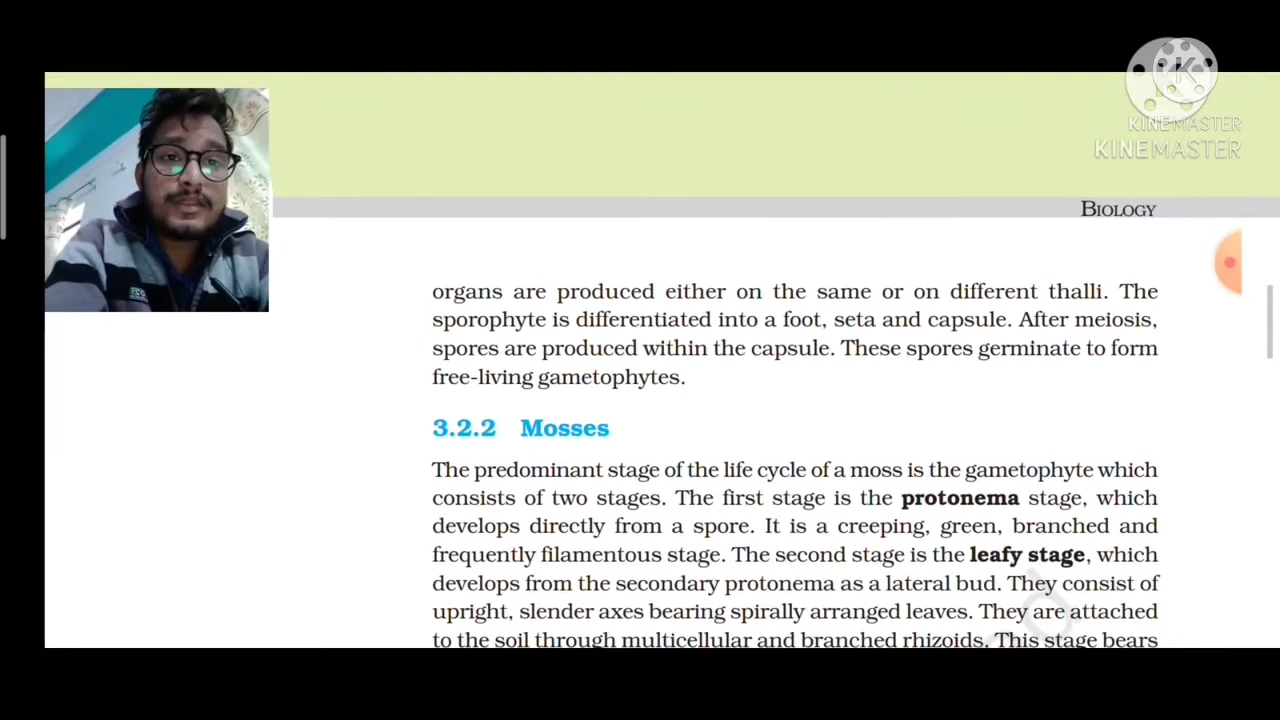 KINEMASTER
KINEMASTER
BIOLOGY
organs are produced either on the same or on different thalli. The
sporophyte is differentiated into a foot, seta and capsule. After meiosis,
spores are produced within the capsule. These spores germinate to form
free-living gametophytes.
3.2.2 Mosses
The predominant stage of the life cycle of a moss is the gametophyte which
consists of two stages. The first stage is the protonema stage, which
develops directly from a spore. It is a creeping, green, branched and
frequently filamentous stage. The second stage is the leafy stage, which
develops from the secondary protonema as a lateral bud. They consist of
upright, slender axes bearing spirally arranged leaves. They are attached
to the soil through multicellular and branched rhizoids. This stage bears